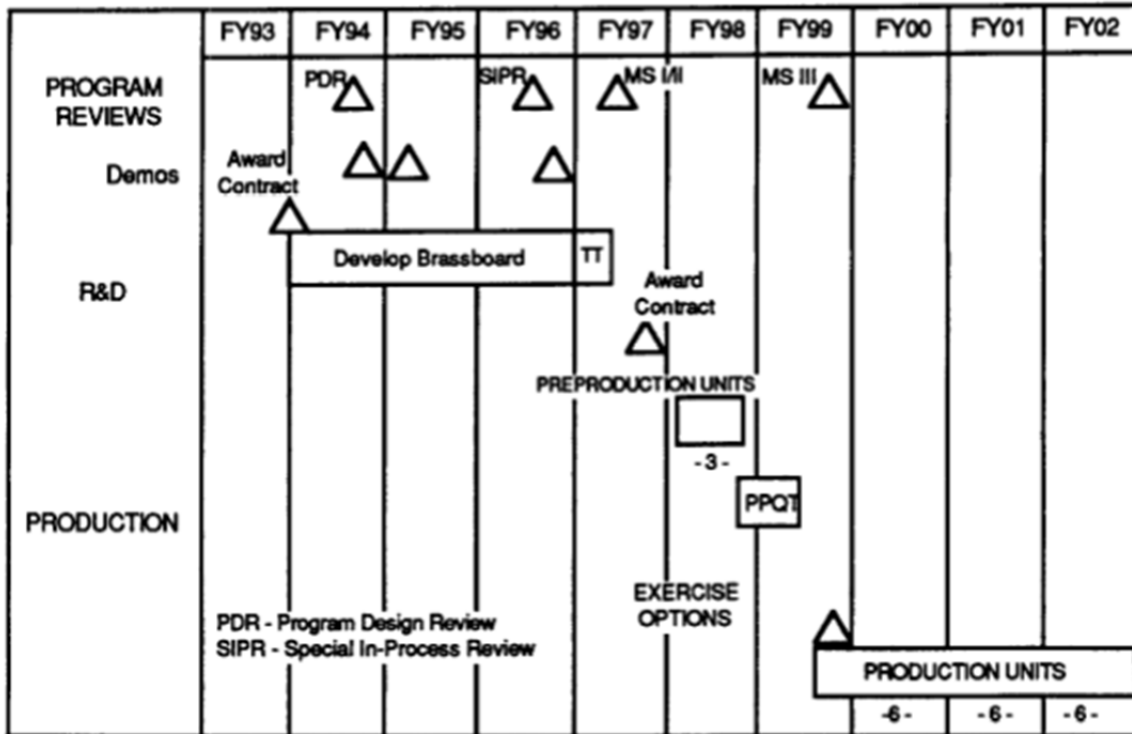 FY93 FY94 FY95 FY96 FY97 FY98 FY99 FY00 FY01 FY02
PROGRAM
REVIEWS
PDR
SIPR
MS I/II
MS III
Demos
Award
Contract
Develop Brassboard
TT
R&D
Award
Contract
PREPRODUCTION UNITS
- 3 -
PPQT
PRODUCTION
EXERCISE
OPTIONS
PDR - Program Design Review
SIPR - Special In-Process Review
PRODUCTION UNITS
-6 - -6 - -6 -